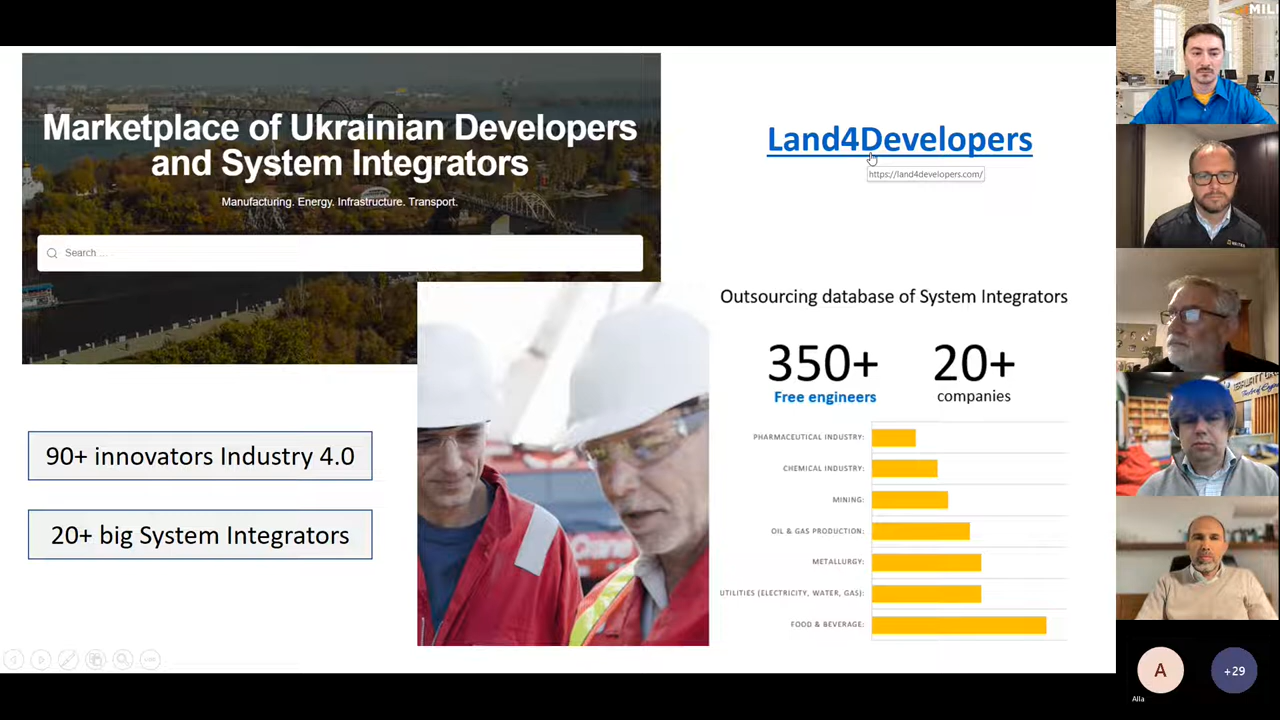 Marketplace of Ukrainian Developers
and System Integrators
Manufacturing. Energy. Infrastructure. Transport.
Search ...
90+ innovators Industry 4.0
20+ big System Integrators
Land4Developers
https://land4developers.com/
Outsourcing database of System Integrators
350+
Free engineers
20+
companies
PHARMACEUTICAL INDUSTRY:
CHEMICAL INDUSTRY:
MINING:
OIL & GAS PRODUCTION:
METALLURGY:
UTILITIES (ELECTRICITY, WATER, GAS):
FOOD & BEVERAGE:
A
Alla
+29